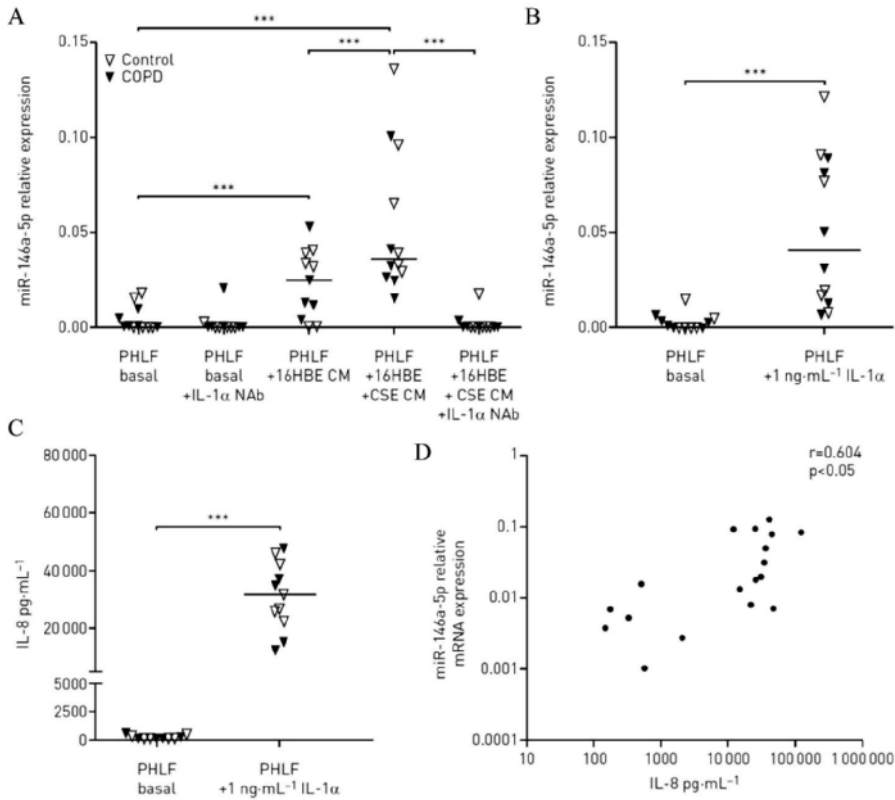 A
***
***
***
***
0.15
0.10
0.05
0.00
miR-146a-5p relative expression
▽ Control
▼ COPD
PHLF
basal
PHLF
basal
+IL-1α NAb
PHLF
+16HBE CM
PHLF
+16HBE
+CSE CM
PHLF
+16HBE
+ CSE CM
+IL-1α NAb
B
***
0.15
0.10
0.05
0.00
miR-146a-5p relative expression
PHLF
basal
PHLF
+1 ng·mL⁻¹ IL-1α
C
***
80 000
60 000
40 000
20 000
5000
2500
0
IL-8 pg·mL⁻¹
PHLF
basal
PHLF
+1 ng·mL⁻¹ IL-1α
D
r=0.604
p<0.05
1
0.1
0.01
0.001
0.0001
miR-146a-5p relative
mRNA expression
10
100
1000
10 000
100 000
1 000 000
IL-8 pg·mL⁻¹